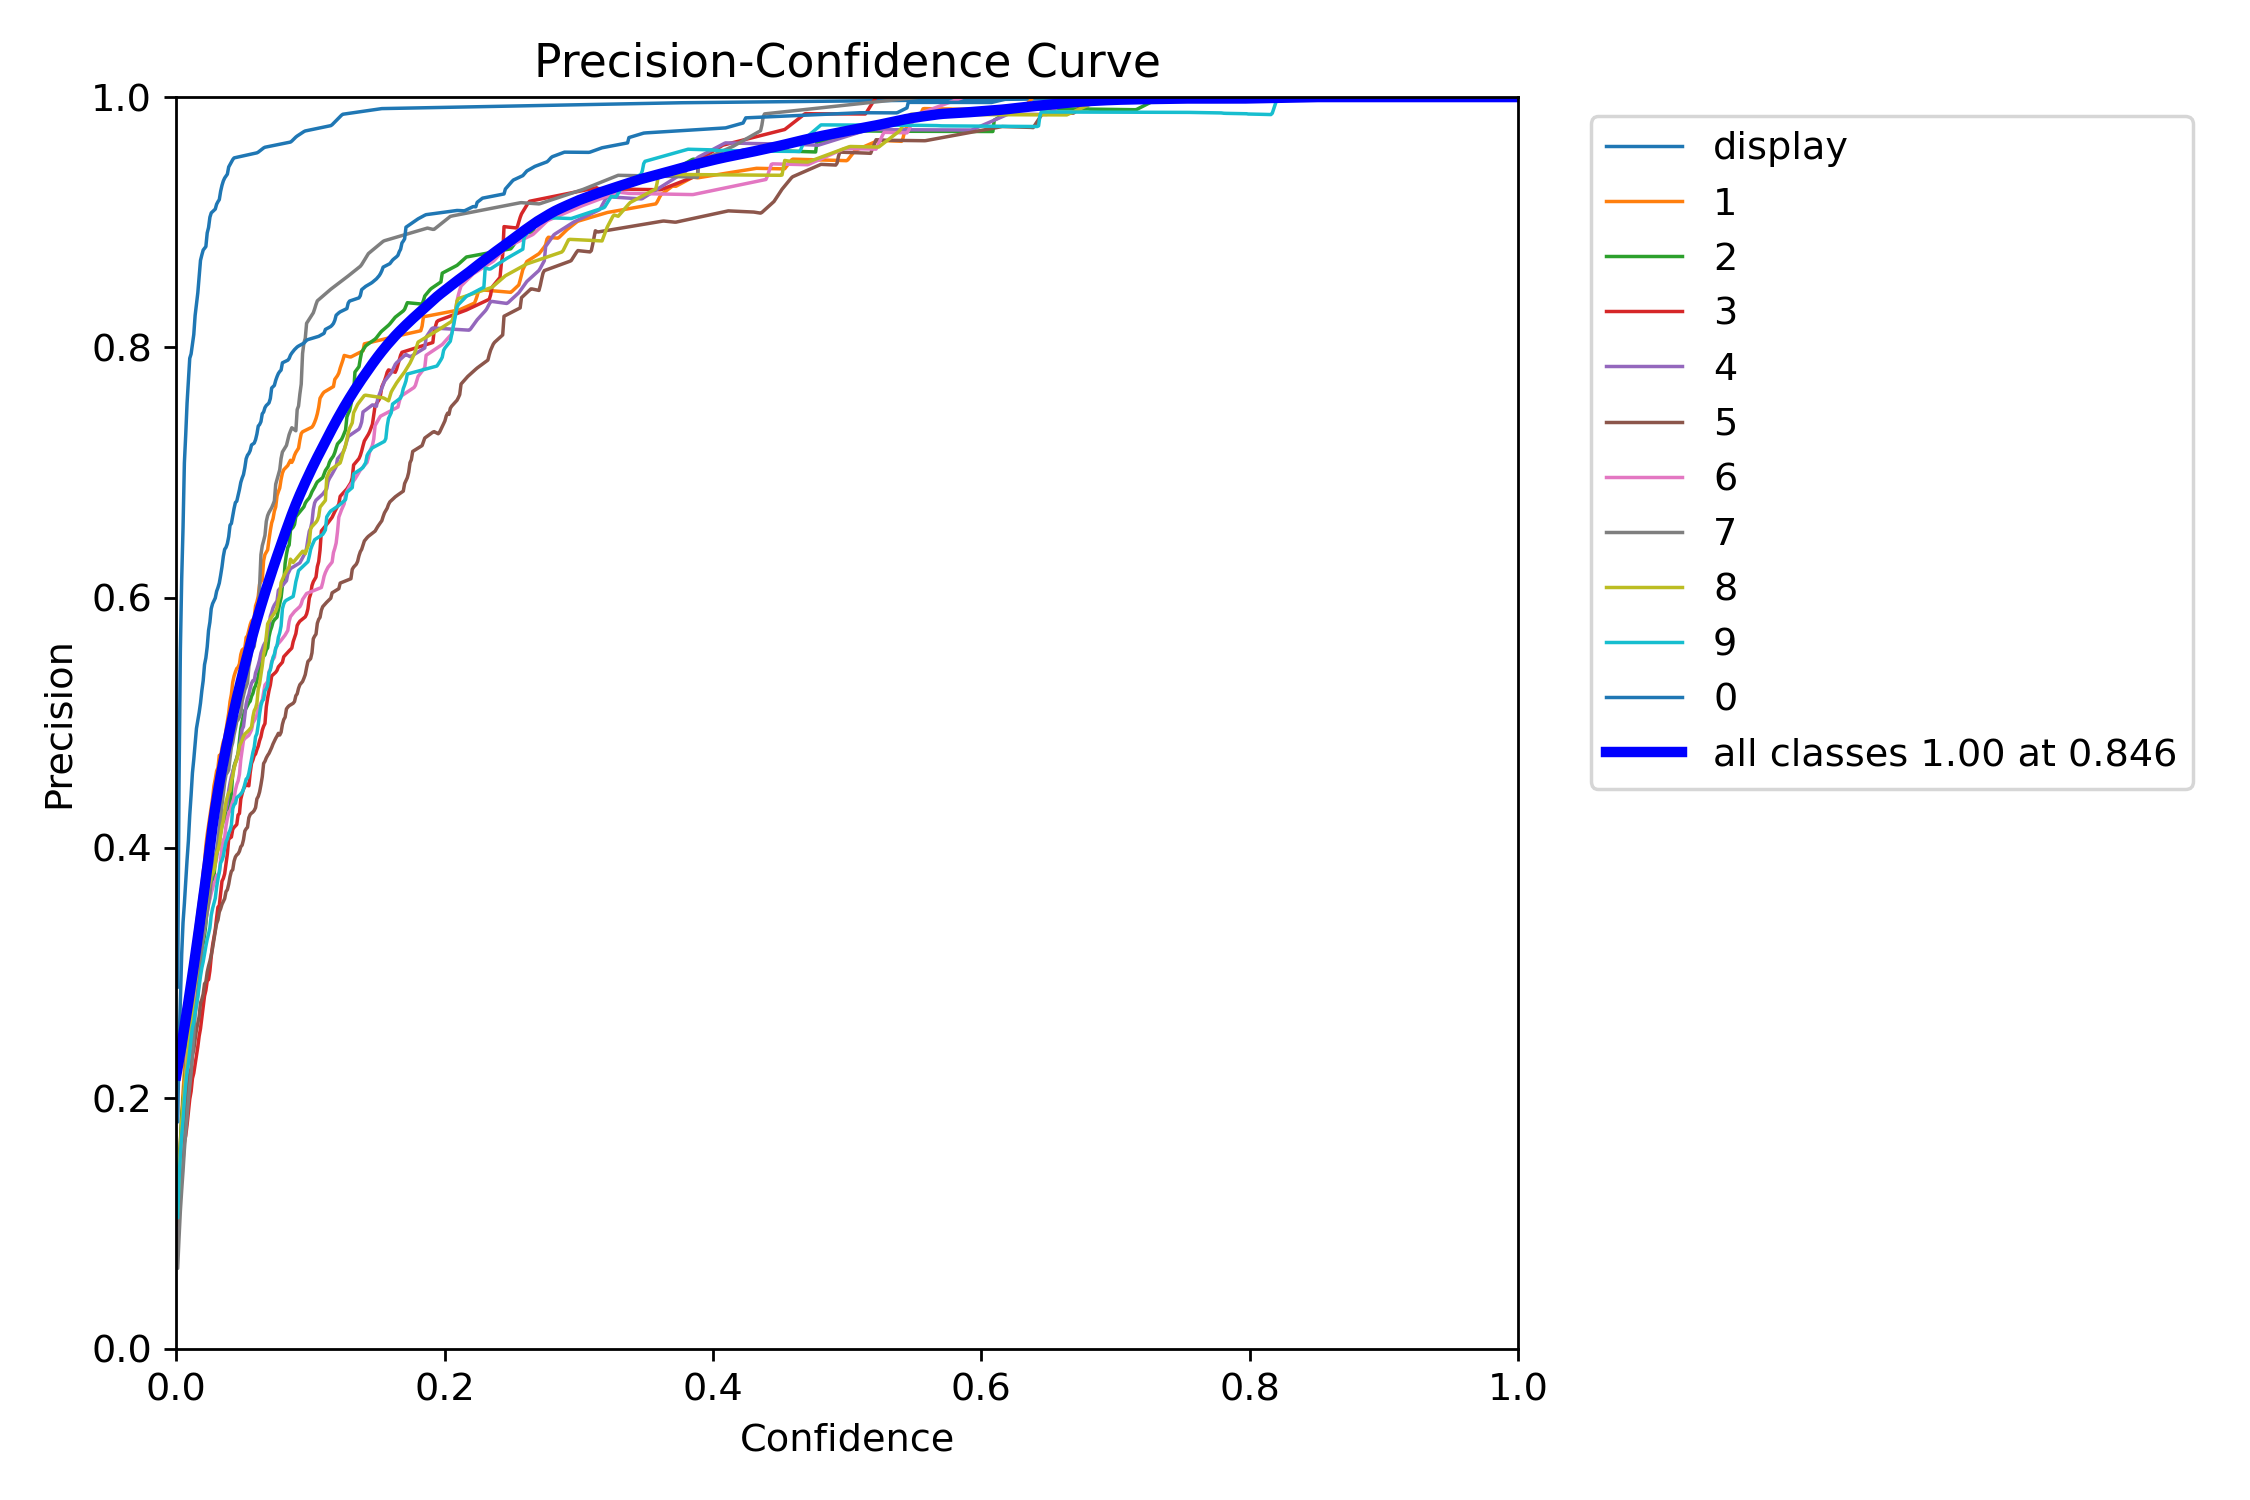 Precision-Confidence Curve
1.0
0.8
0.6
0.4
0.2
0.0
Precision
0.0 0.2 0.4 0.6 0.8 1.0
Confidence
display
1
2
3
4
5
6
7
8
9
0
all classes 1.00 at 0.846